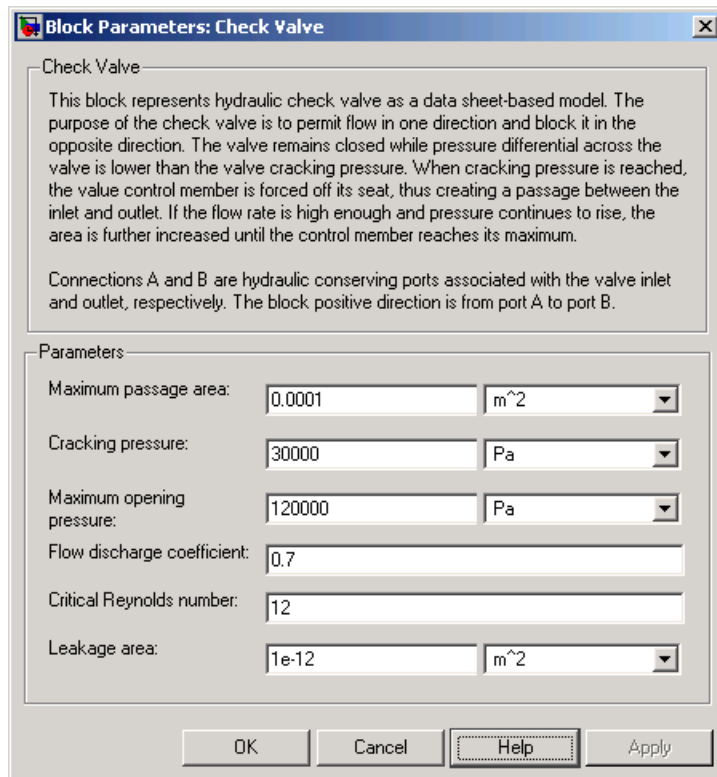 Block Parameters: Check Valve
Check Valve
This block represents hydraulic check valve as a data sheet-based model. The
purpose of the check valve is to permit flow in one direction and block it in the
opposite direction. The valve remains closed while pressure differential across the
valve is lower than the valve cracking pressure. When cracking pressure is reached,
the value control member is forced off its seat, thus creating a passage between the
inlet and outlet. If the flow rate is high enough and pressure continues to rise, the
area is further increased until the control member reaches its maximum.
Connections A and B are hydraulic conserving ports associated with the valve inlet
and outlet, respectively. The block positive direction is from port A to port B.
Parameters
Maximum passage area: 0.0001 m^2
Cracking pressure: 30000 Pa
Maximum opening
pressure: 120000 Pa
Flow discharge coefficient: 0.7
Critical Reynolds number: 12
Leakage area: 1e-12 m^2
OK Cancel Help Apply